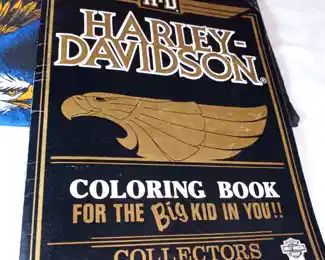 H-D
HARLEY-
DAVIDSON®
COLORING BOOK
FOR THE Big KID IN YOU!!
COLLECTORS